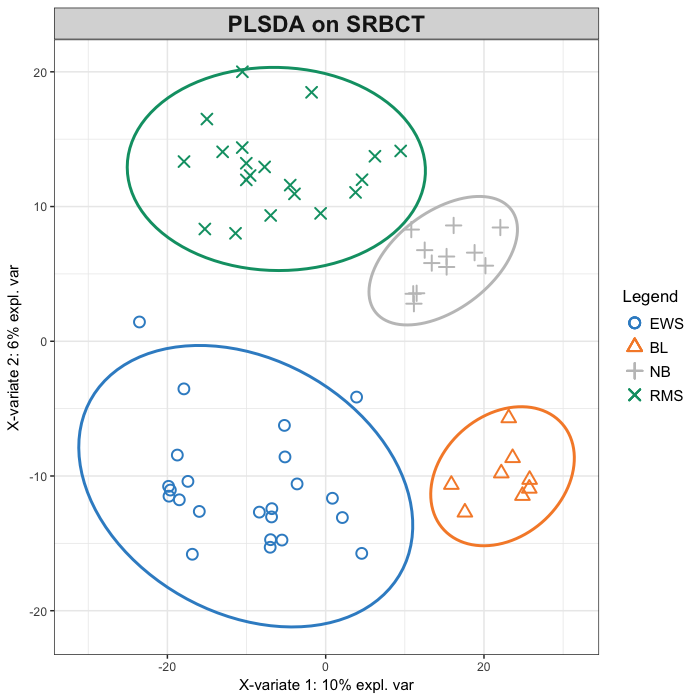 PLSDA on SRBCT
20
10
0
-10
-20
X-variate 2: 6% expl. var
-20
0
20
X-variate 1: 10% expl. var
Legend
EWS
BL
NB
RMS